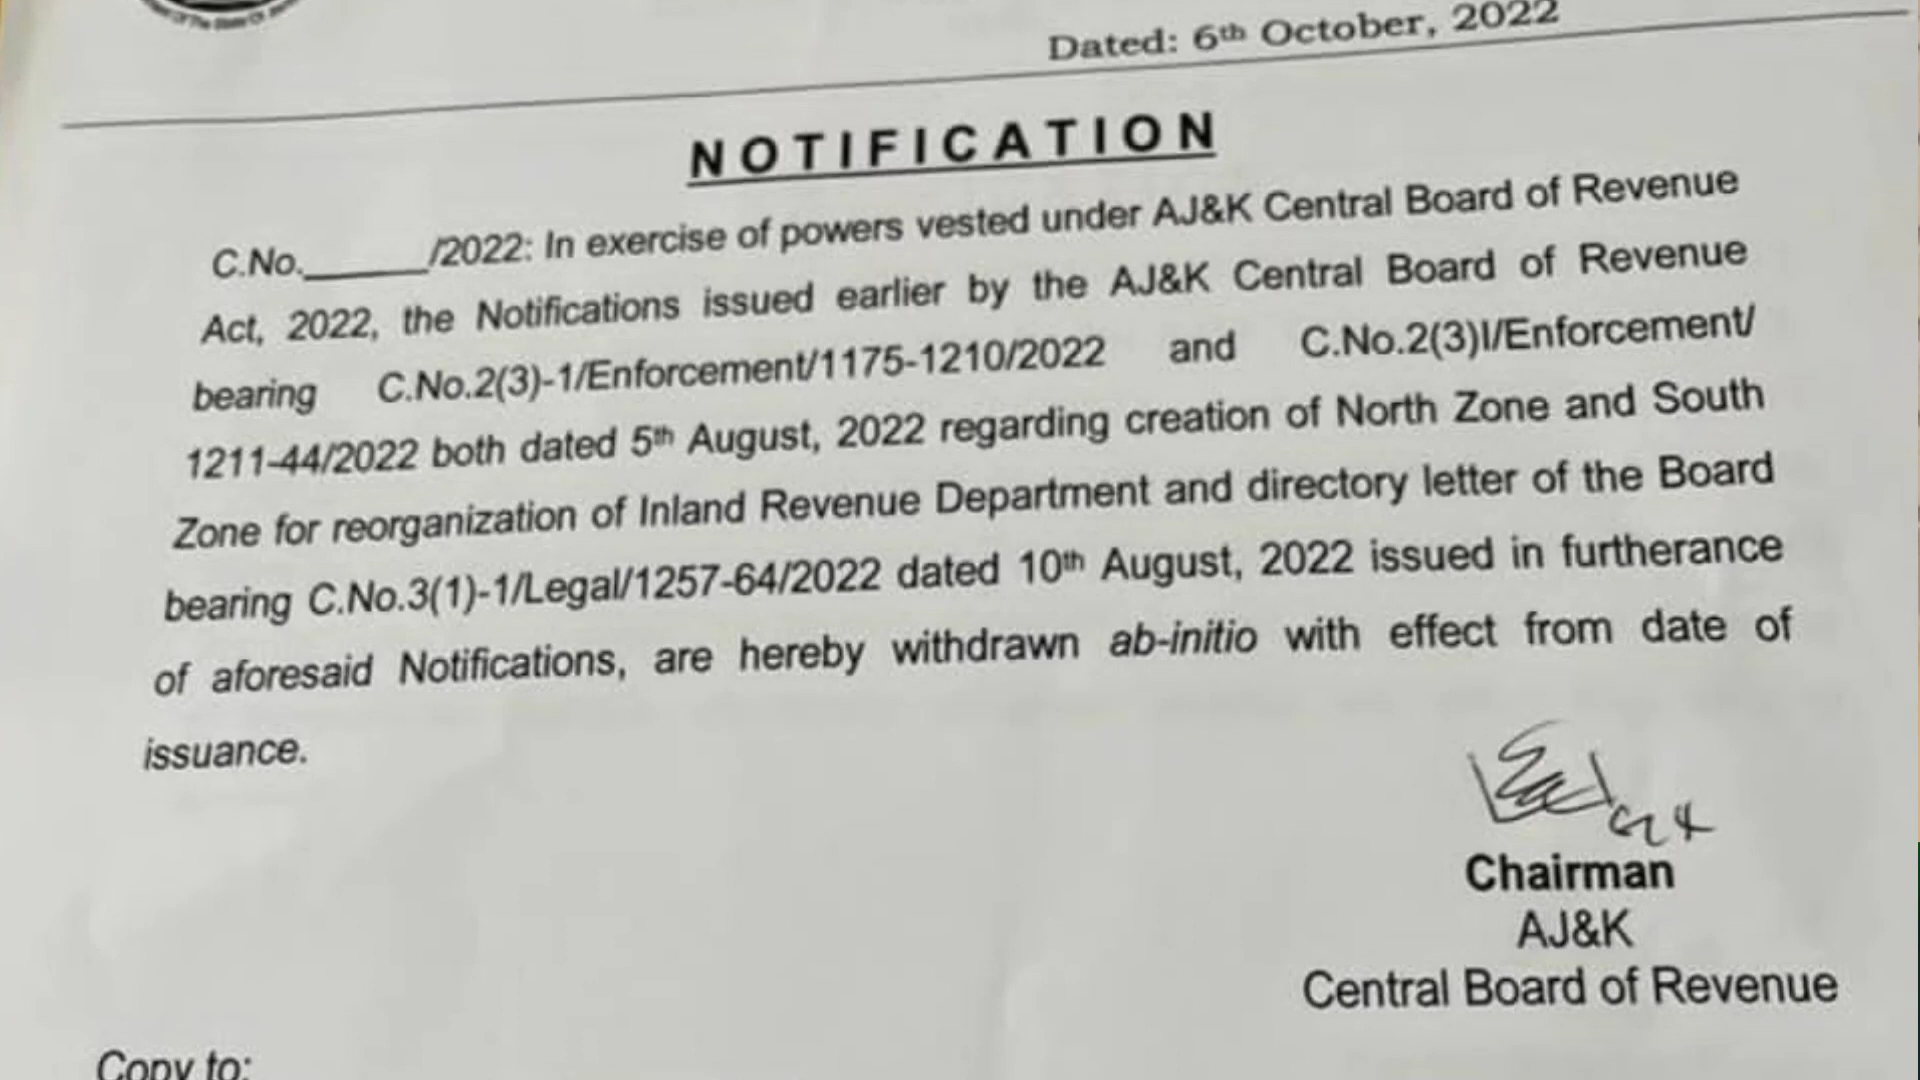 Of The State Of
Dated: 6th October, 2022
NOTIFICATION
C.No.______/2022: In exercise of powers vested under AJ&K Central Board of Revenue
Act, 2022, the Notifications issued earlier by the AJ&K Central Board of Revenue
bearing C.No.2(3)-1/Enforcement/1175-1210/2022 and C.No.2(3)I/Enforcement/
1211-44/2022 both dated 5th August, 2022 regarding creation of North Zone and South
Zone for reorganization of Inland Revenue Department and directory letter of the Board
bearing C.No.3(1)-1/Legal/1257-64/2022 dated 10th August, 2022 issued in furtherance
of aforesaid Notifications, are hereby withdrawn ab-initio with effect from date of
issuance.
Chairman
AJ&K
Central Board of Revenue
Copy to: